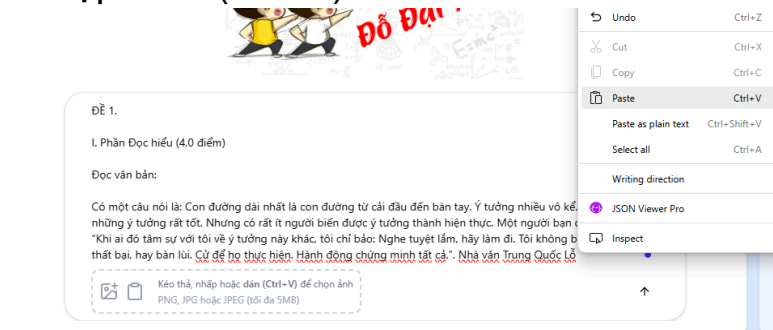 Đỗ Đại
Undo Ctrl+Z
Cut Ctrl+X
Copy Ctrl+C
Paste Ctrl+V
Paste as plain text Ctrl+Shift+V
Select all Ctrl+A
Writing direction
JSON Viewer Pro
Inspect
ĐỀ 1.
I. Phần Đọc hiểu (4,0 điểm)
Đọc văn bản:
Có một câu nói là: Con đường dài nhất là con đường từ cải đầu đến bàn tay. Ý tưởng nhiều vô kể.
những ý tưởng rất tốt. Nhưng có rất ít người biến được ý tưởng thành hiện thực. Một người bạn
"Khi ai đó tâm sự với tôi về ý tưởng này khác, tôi chỉ bảo: Nghe tuyệt lắm, hãy làm đi. Tôi không
thất bại, hay bàn lùi. Cử để họ thực hiện. Hành động chứng minh tất cả.". Nhà văn Trung Quốc Lỗ
Kéo thả, nhấp hoặc dán (Ctrl+V) để chọn ảnh
PNG, JPG hoặc JPEG (tối đa 5MB)